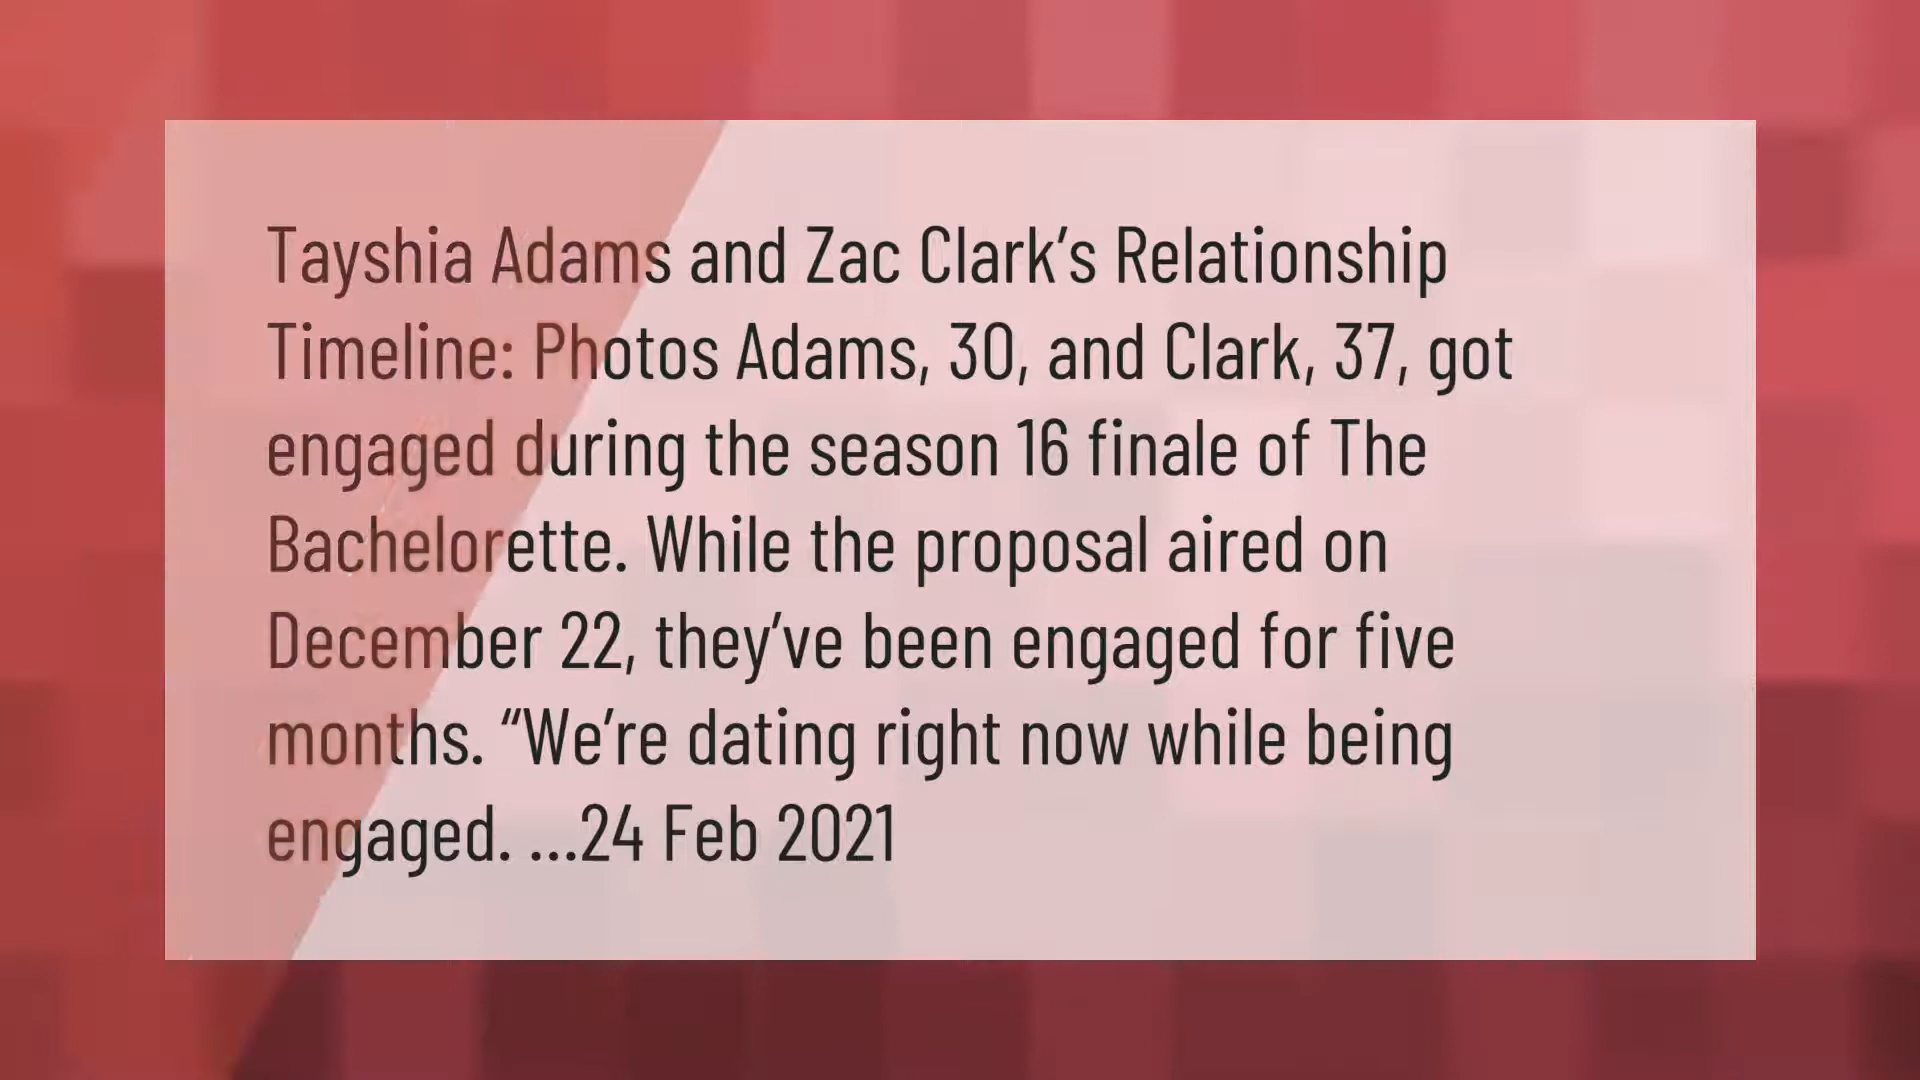 Tayshia Adams and Zac Clark’s Relationship
Timeline: Photos Adams, 30, and Clark, 37, got
engaged during the season 16 finale of The
Bachelorette. While the proposal aired on
December 22, they’ve been engaged for five
months. “We’re dating right now while being
engaged. ...24 Feb 2021